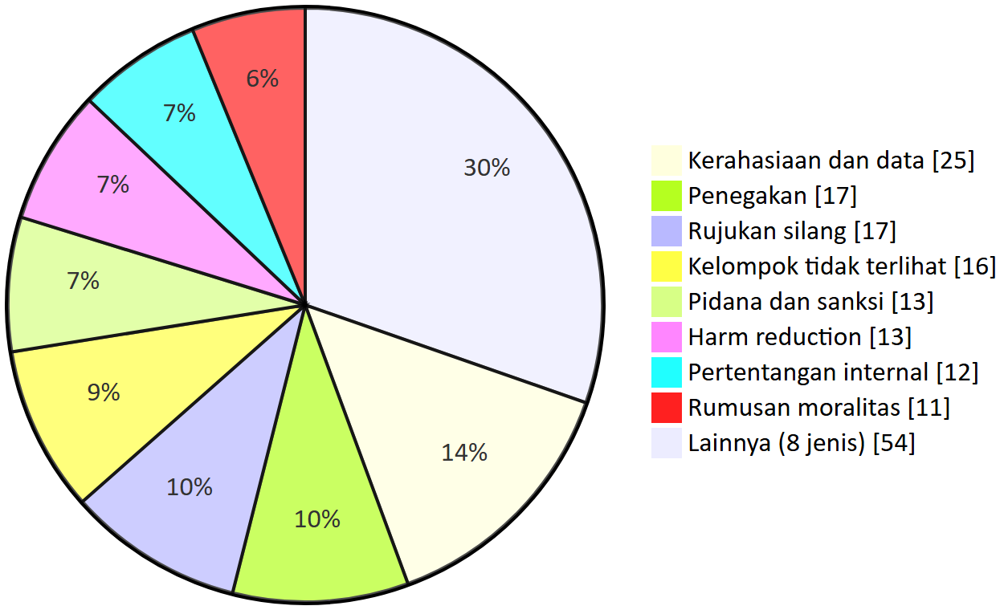 6%
7%
30%
7%
7%
9%
14%
10%
10%
Kerahasiaan dan data [25]
Penegakan [17]
Rujukan silang [17]
Kelompok tidak terlihat [16]
Pidana dan sanksi [13]
Harm reduction [13]
Pertentangan internal [12]
Rumusan moralitas [11]
Lainnya (8 jenis) [54]